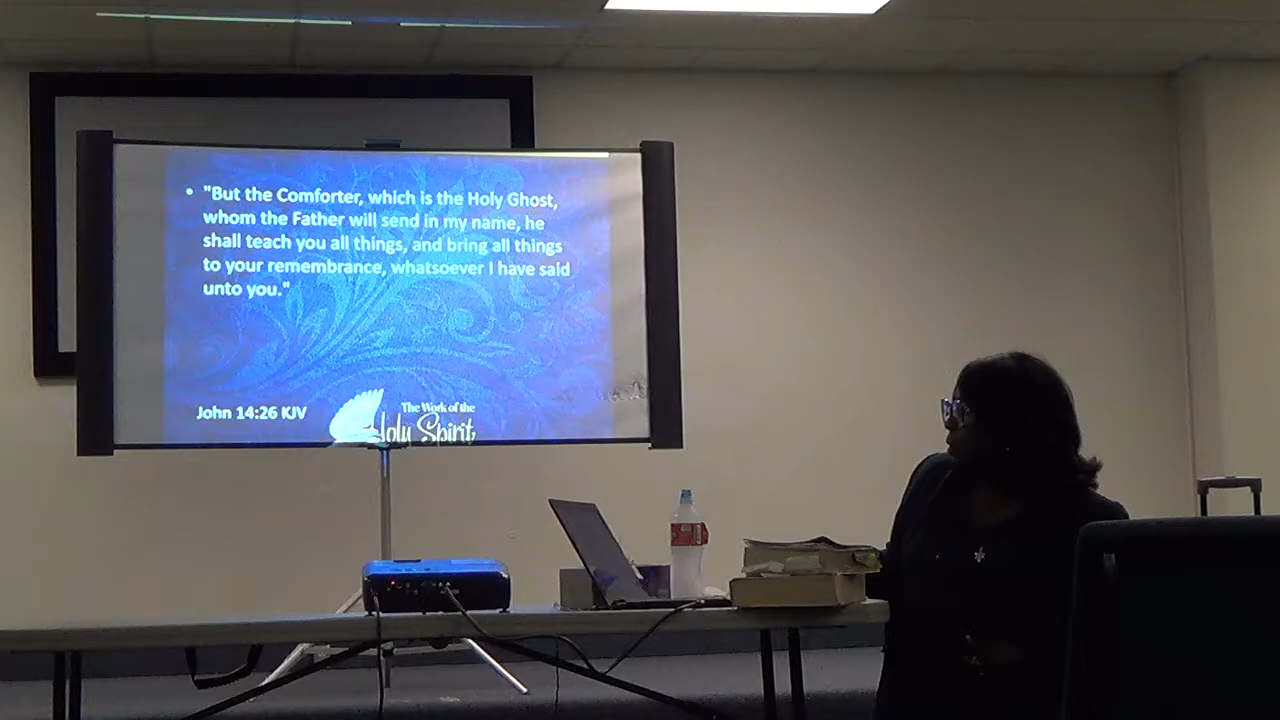 • "But the Comforter, which is the Holy Ghost,
whom the Father will send in my name, he
shall teach you all things, and bring all things
to your remembrance, whatsoever I have said
unto you."
John 14:26 KJV
The Work of the
Holy Spirit